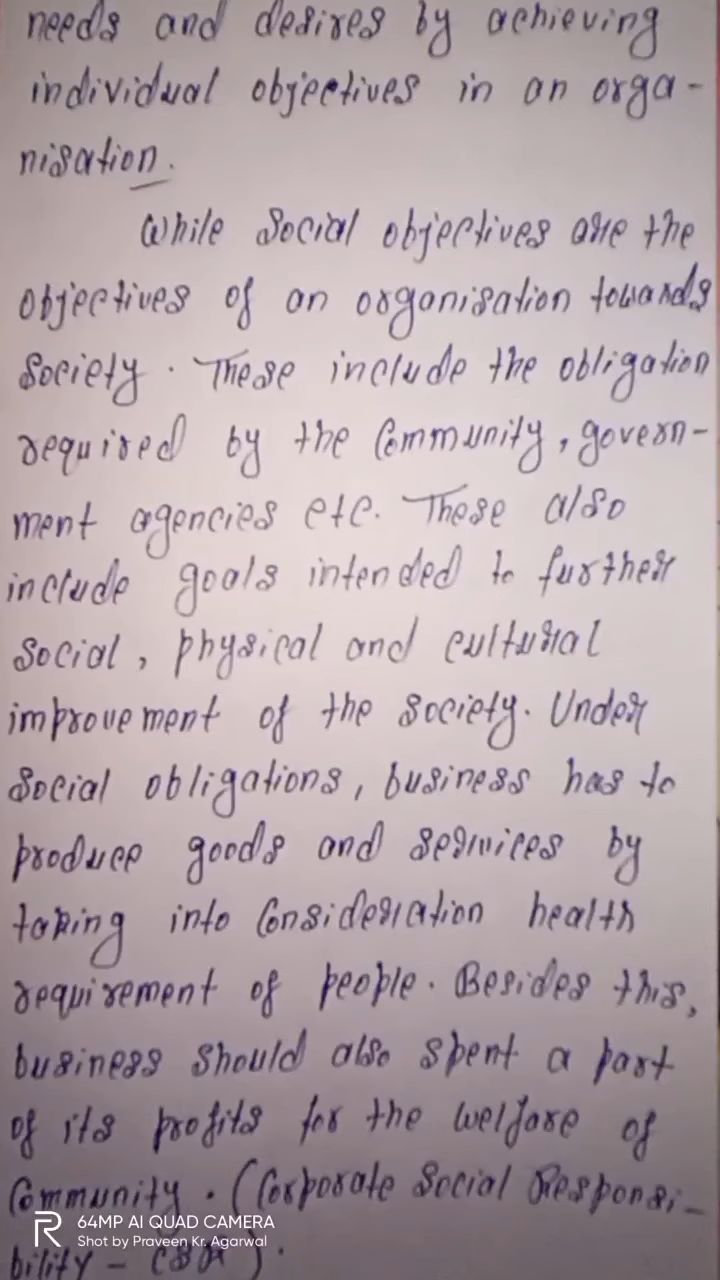 needs and desires by achieving
individual objectives in an orga-
nisation.
While social objectives are the
objectives of an organisation towards
society. These include the obligation
required by the community, govern-
ment agencies etc. These also
include goals intended to further
social, physical and cultural
improvement of the society. Under
social obligations, business has to
produce goods and services by
taking into consideration health
requirement of people. Besides this,
business should also spent a part
of its profits for the welfare of
community. (Corporate Social Responsi-
bility - CSR).
R
64MP AI QUAD CAMERA
Shot by Praveen Kr. Agarwal